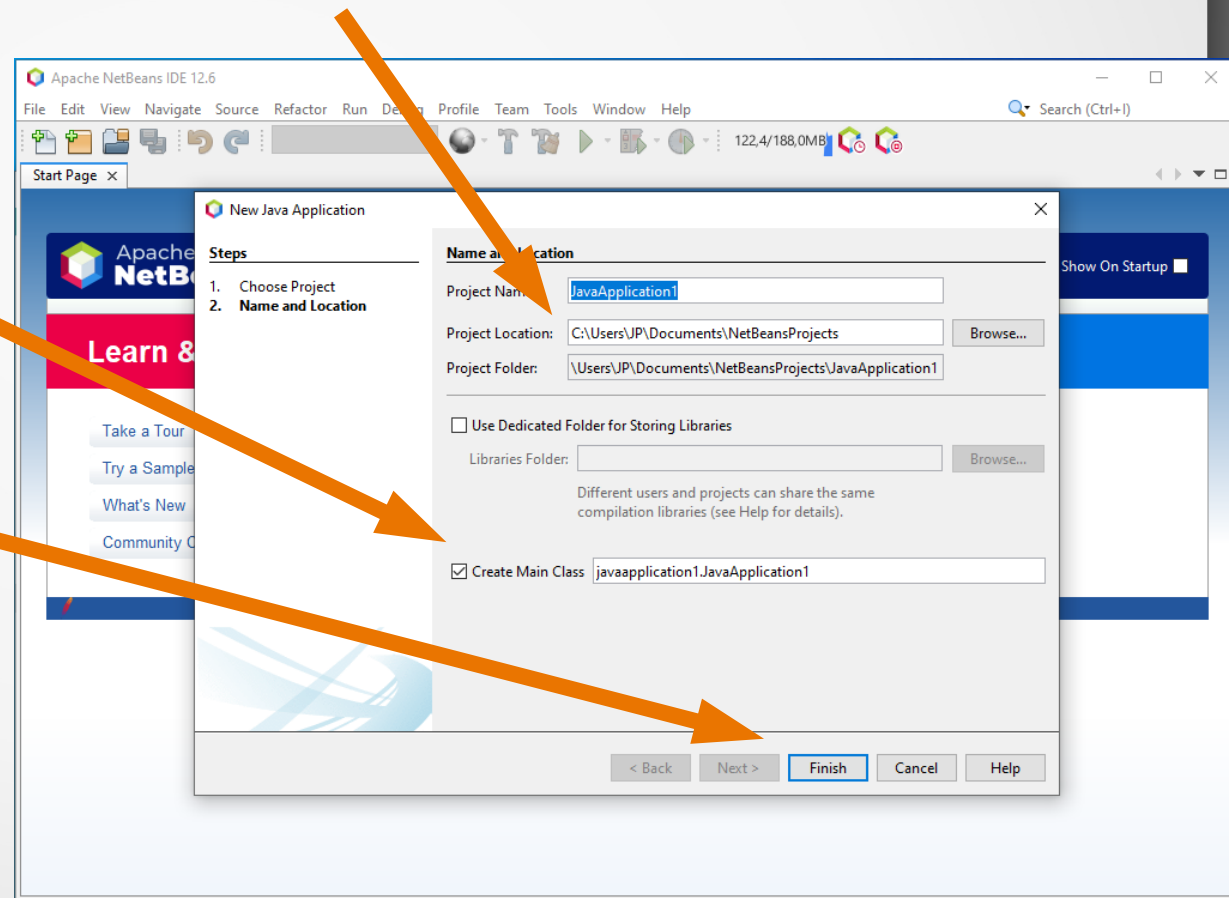 Apache NetBeans IDE 12.6
File Edit View Navigate Source Refactor Run Profile Team Tools Window Help Search (Ctrl+I)
122,4/188,0MB
Start Page
New Java Application
Apache
Steps
Name and
Show On Startup
1. Choose Project
2. Name and Location
Project JavaApplication1
Project Location: C:\Users\JP\Documents\NetBeansProjects Browse...
Learn &
Project Folder: \Users\JP\Documents\NetBeansProjects\JavaApplication1
Use Dedicated Folder for Storing Libraries
Take a Tour
Libraries Folder: Browse...
Try a Sample
Different users and projects can share the same
What's New
compilation libraries (see Help for details).
Community
Create Main Class javaapplication1.JavaApplication1
< Back Next > Finish Cancel Help